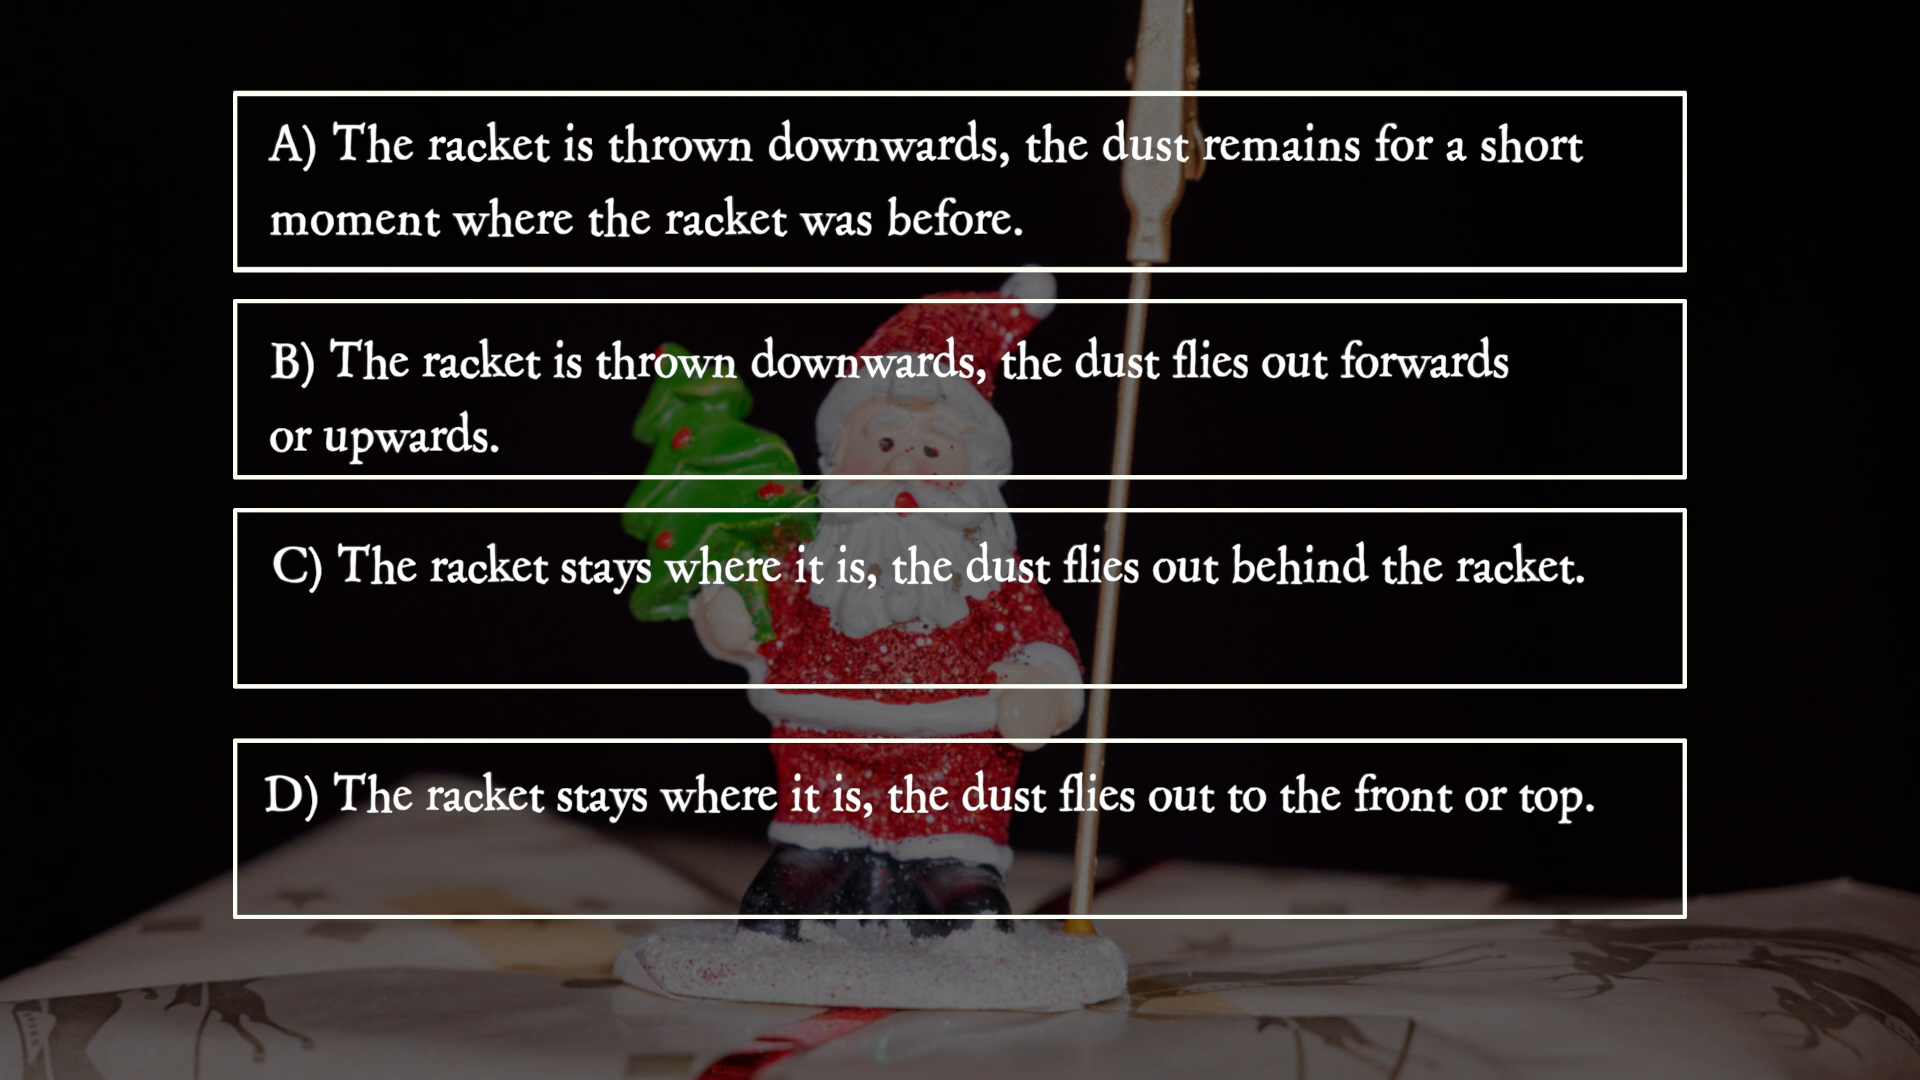 A) The racket is thrown downwards, the dust remains for a short
moment where the racket was before.
B) The racket is thrown downwards, the dust flies out forwards
or upwards.
C) The racket stays where it is, the dust flies out behind the racket.
D) The racket stays where it is, the dust flies out to the front or top.